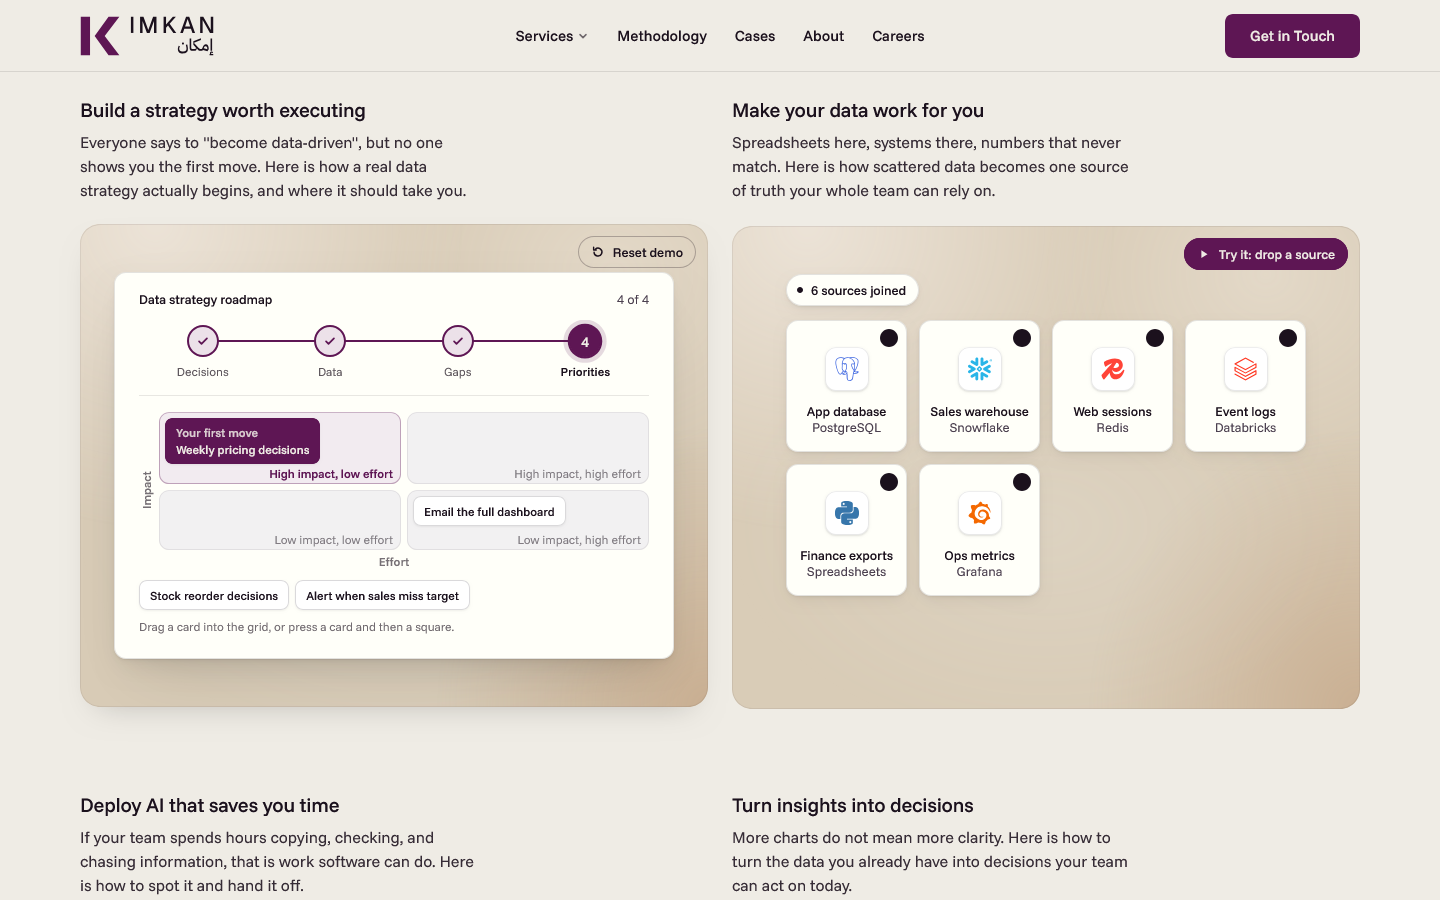 IMKAN
إمكان
Services
Methodology
Cases
About
Careers
Get in Touch
Build a strategy worth executing
Everyone says to "become data-driven", but no one
shows you the first move. Here is how a real data
strategy actually begins, and where it should take you.
Reset demo
Data strategy roadmap
4 of 4
4
Decisions
Data
Gaps
Priorities
Your first move
Weekly pricing decisions
High impact, low effort
High impact, high effort
Impact
Low impact, low effort
Email the full dashboard
Low impact, high effort
Effort
Stock reorder decisions
Alert when sales miss target
Drag a card into the grid, or press a card and then a square.
Make your data work for you
Spreadsheets here, systems there, numbers that never
match. Here is how scattered data becomes one source
of truth your whole team can rely on.
Try it: drop a source
6 sources joined
App database
PostgreSQL
Sales warehouse
Snowflake
Web sessions
Redis
Event logs
Databricks
Finance exports
Spreadsheets
Ops metrics
Grafana
Deploy AI that saves you time
If your team spends hours copying, checking, and
chasing information, that is work software can do. Here
is how to spot it and hand it off.
Turn insights into decisions
More charts do not mean more clarity. Here is how to
turn the data you already have into decisions your team
can act on today.